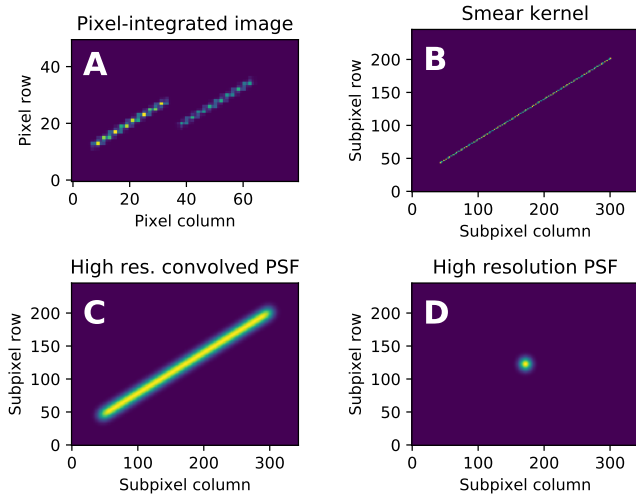 Pixel-integrated image
A
Pixel row
40
20
0
0 20 40 60
Pixel column
Smear kernel
B
Subpixel row
200
150
100
50
0
0 100 200 300
Subpixel column
High res. convolved PSF
C
Subpixel row
200
150
100
50
0
0 100 200 300
Subpixel column
High resolution PSF
D
Subpixel row
200
150
100
50
0
0 100 200 300
Subpixel column